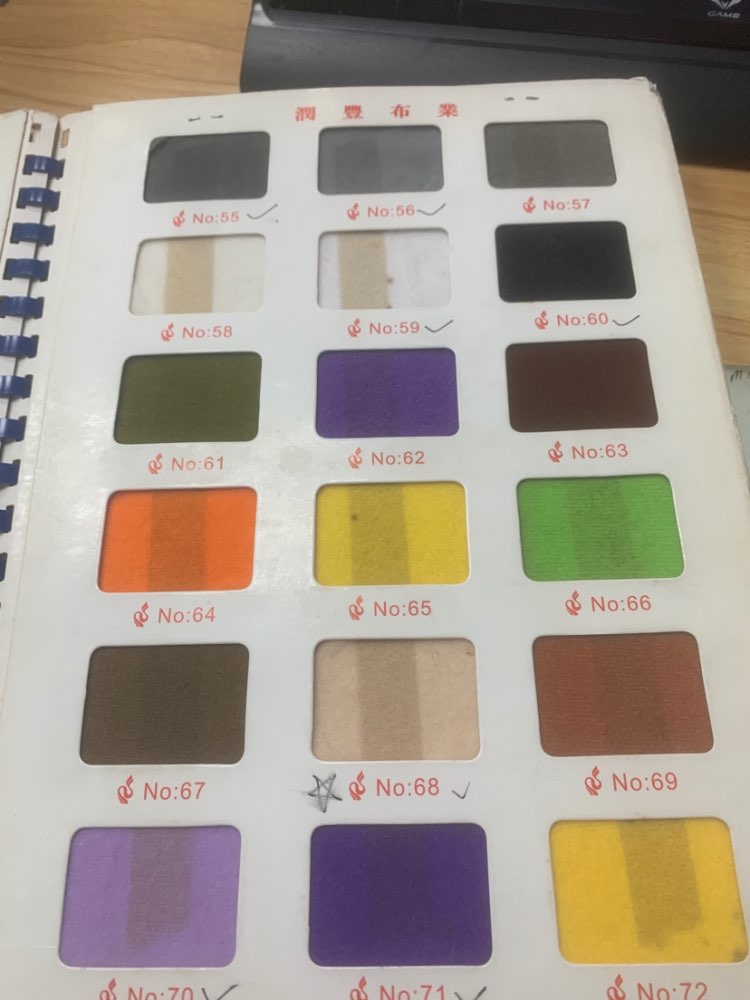 GAME
潤豐布業
No:55 ✓ No:56 ✓ No:57
No:58 No:59 ✓ No:60 ✓
No:61 No:62 No:63
No:64 No:65 No:66
No:67 ☆ No:68 ✓ No:69
No:70 ✓ No:71 ✓ No:72